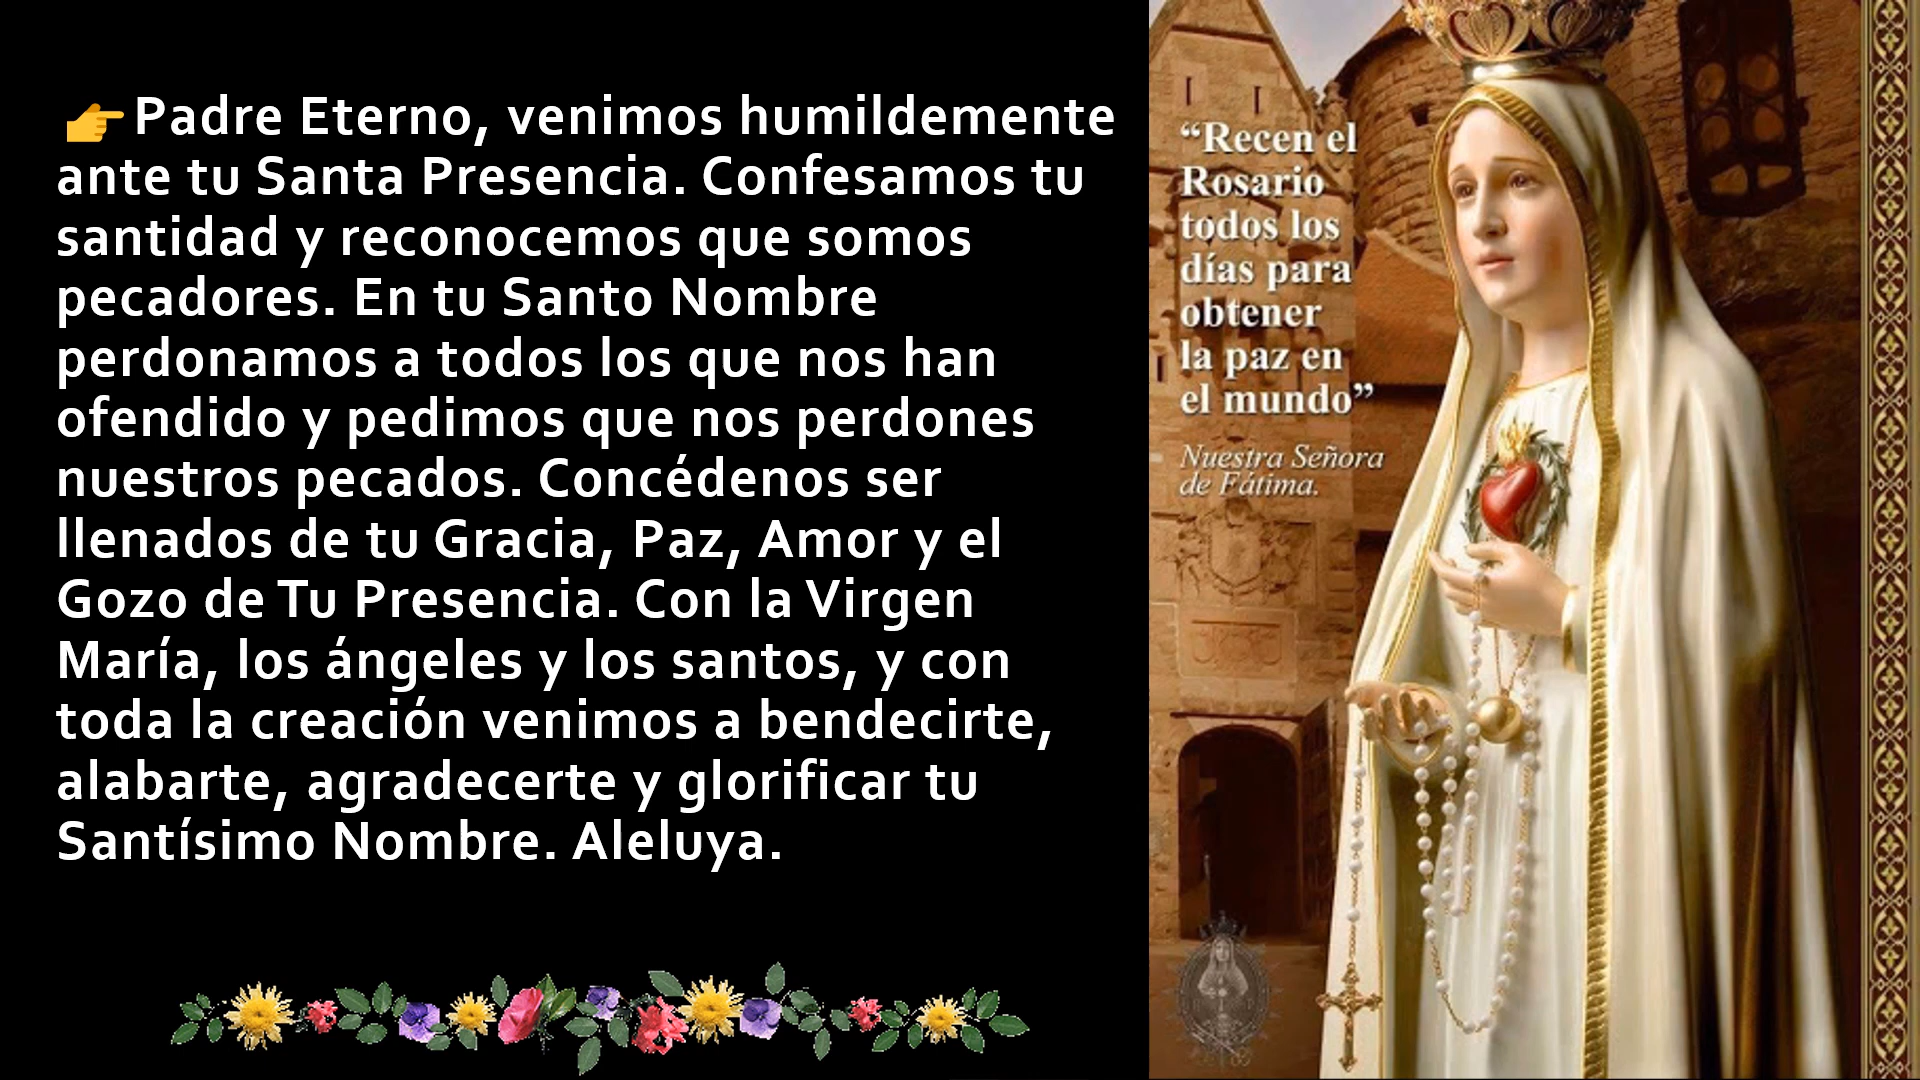 👉Padre Eterno, venimos humildemente
ante tu Santa Presencia. Confesamos tu
santidad y reconocemos que somos
pecadores. En tu Santo Nombre
perdonamos a todos los que nos han
ofendido y pedimos que nos perdones
nuestros pecados. Concédenos ser
llenados de tu Gracia, Paz, Amor y el
Gozo de Tu Presencia. Con la Virgen
María, los ángeles y los santos, y con
toda la creación venimos a bendecirte,
alabarte, agradecerte y glorificar tu
Santísimo Nombre. Aleluya.
“Recen el
Rosario
todos los
días para
obtener
la paz en
el mundo”
Nuestra Señora
de Fátima.